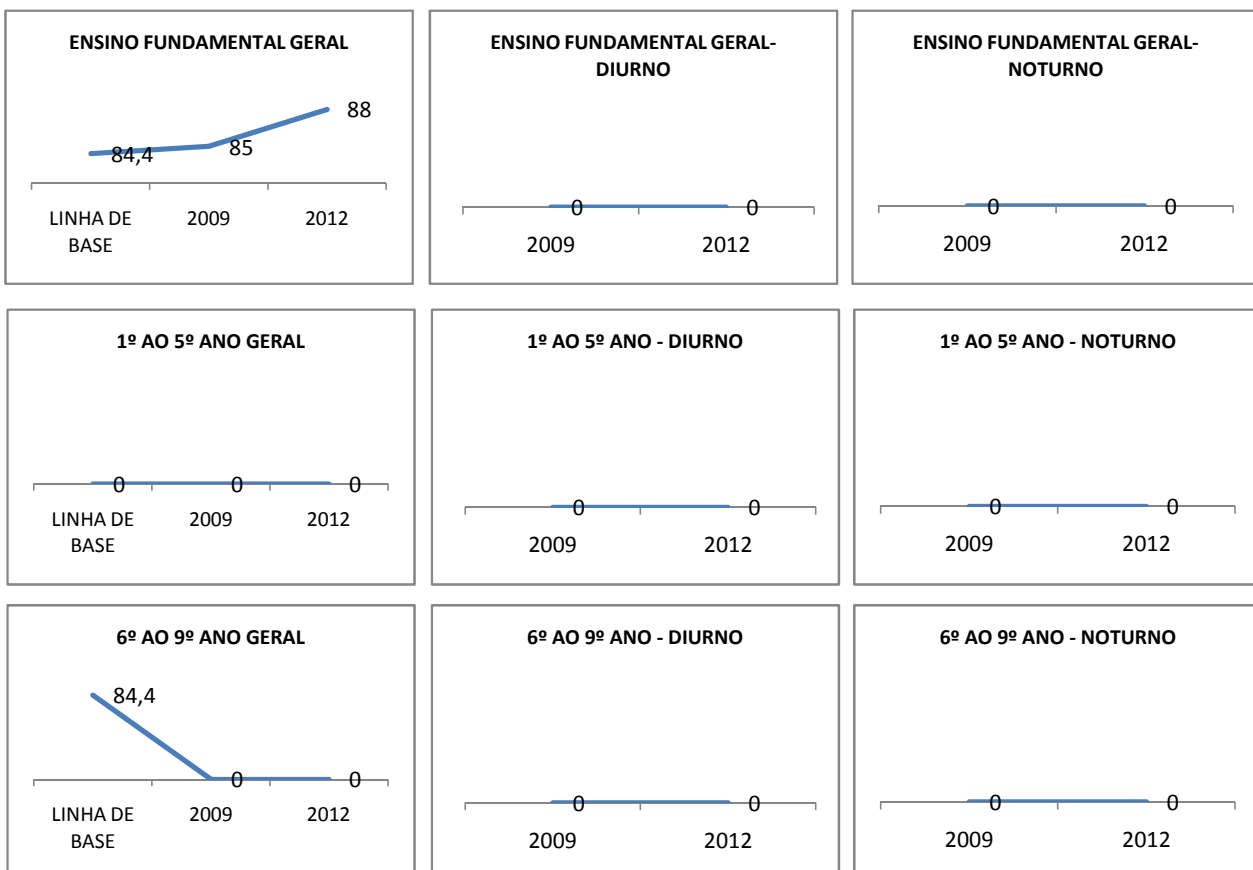 ENSINO FUNDAMENTAL GERAL
84,4
85
88
LINHA DE
BASE
2009
2012
ENSINO FUNDAMENTAL GERAL-
DIURNO
0
0
2009
2012
ENSINO FUNDAMENTAL GERAL-
NOTURNO
0
0
2009
2012
1º AO 5º ANO GERAL
0
0
0
LINHA DE
BASE
2009
2012
1º AO 5º ANO - DIURNO
0
0
2009
2012
1º AO 5º ANO - NOTURNO
0
0
2009
2012
6º AO 9º ANO GERAL
84,4
0
0
LINHA DE
BASE
2009
2012
6º AO 9º ANO - DIURNO
0
0
2009
2012
6º AO 9º ANO - NOTURNO
0
0
2009
2012